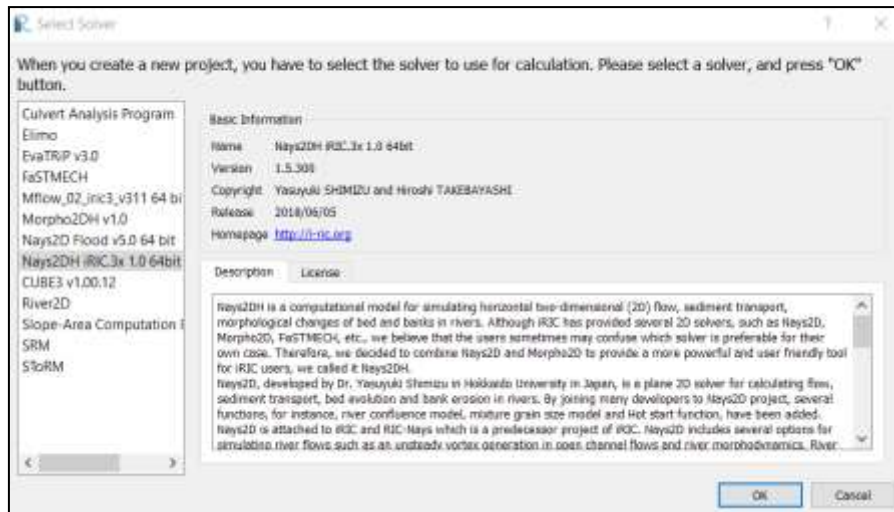 Select Solver
When you create a new project, you have to select the solver to use for calculation. Please select a solver, and press "OK"
button.
Culvert Analysis Program
Elimo
EvaTRiP v3.0
FaSTMECH
Mflow_02_iric3_v311 64 bi
Morpho2DH v1.0
Nays2D Flood v5.0 64 bit
Nays2DH iRIC.3x 1.0 64bit
CUBE3 v1.00.12
River2D
Slope-Area Computation
SRM
SToRM
Basic Information
Name Nays2DH iRIC.3x 1.0 64bit
Version 1.5.300
Copyright Yasuyuki SHIMIZU and Hiroshi TAKEBAYASHI
Release 2018/06/05
Homepage http://i-ric.org
Description License
Nays2DH is a computational model for simulating horizontal two-dimensional (2D) flow, sediment transport,
morphological changes of bed and banks in rivers. Although iRIC has provided several 2D solvers, such as Nays2D,
Morpho2D, FaSTMECH, etc., we believe that the users sometimes may confuse which solver is preferable for their
own case. Therefore, we decided to combine Nays2D and Morpho2D to provide a more powerful and user friendly tool
for iRIC users, we called it Nays2DH.
Nays2D, developed by Dr. Yasuyuki Shimizu in Hokkaido University in Japan, is a plane 2D solver for calculating flow,
sediment transport, bed evolution and bank erosion in rivers. By joining many developers to Nays2D project, several
functions, for instance, river confluence model, mixture grain size model and Hot start function, have been added.
Nays2D is attached to iRIC and RIC-Nays which is a predecessor project of iRIC. Nays2D includes several options for
simulating river flows such as an unsteady vortex generation in open channel flows and river morphodynamics. River
OK Cancel